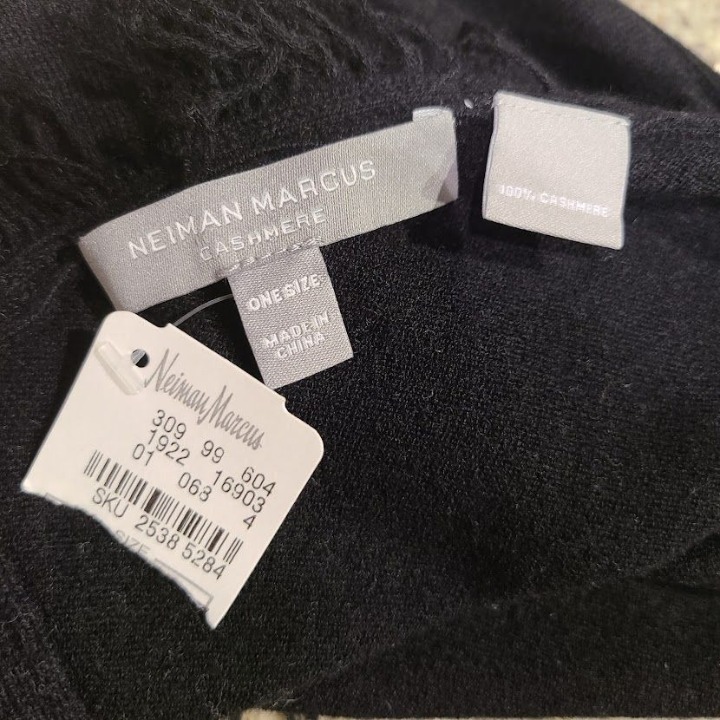 NEIMAN MARCUS
CASHMERE
100% CASHMERE
ONE SIZE
MADE IN
CHINA
Neiman Marcus
309 99 604
1922 16903
01 068 4
SKU 2538 5284
SIZE